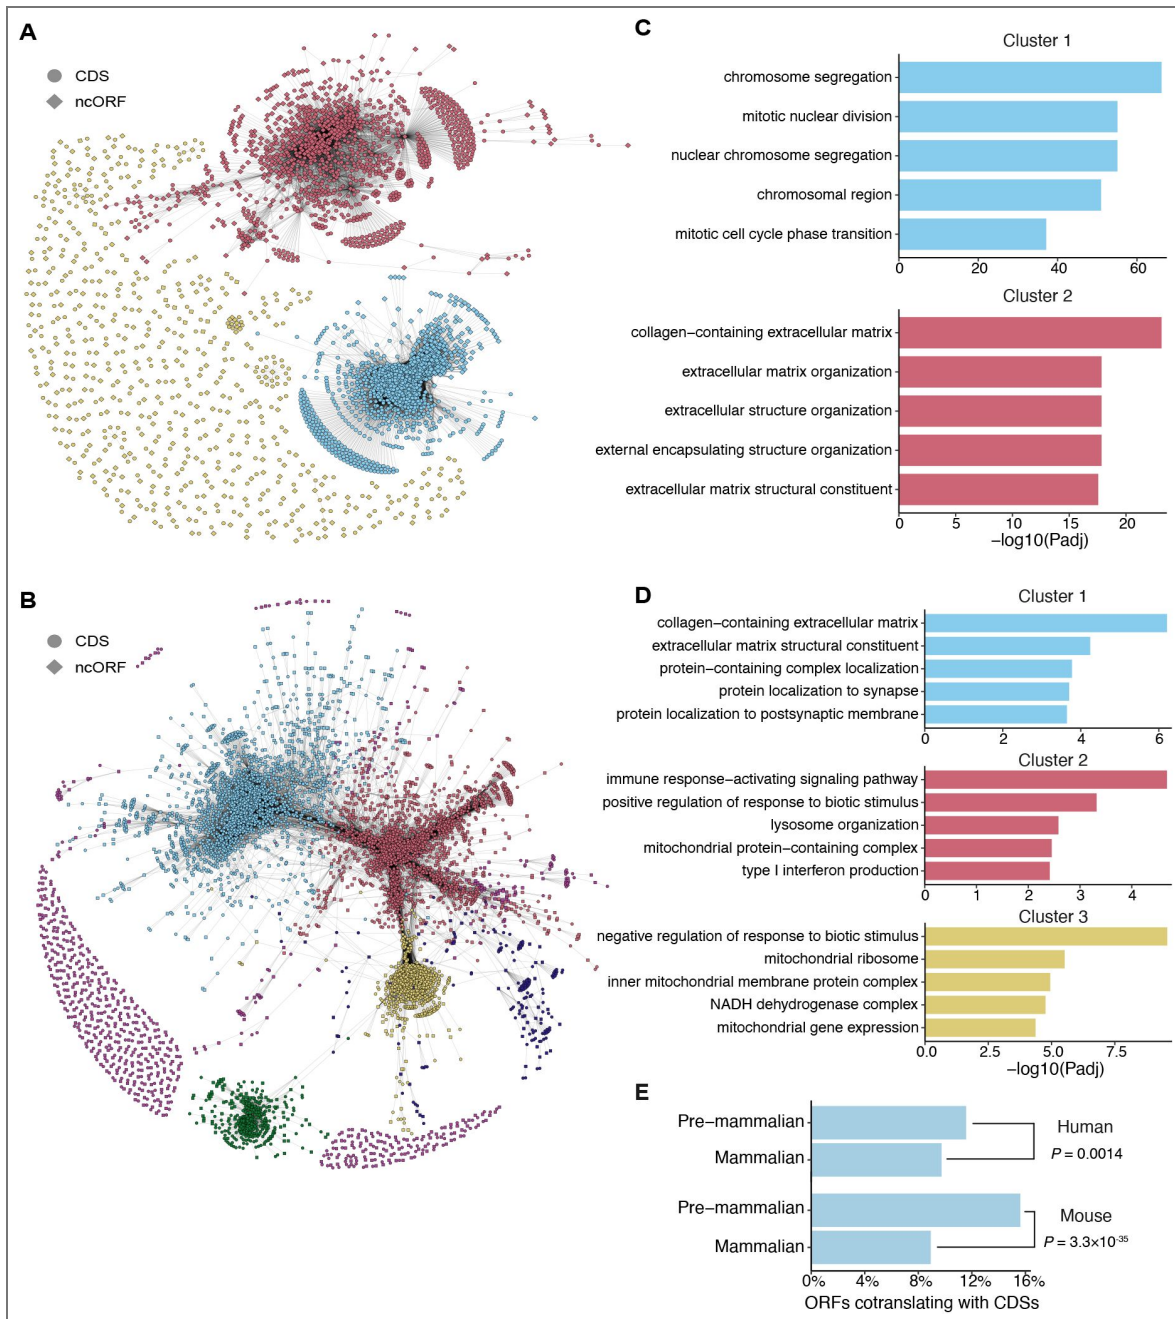 A
CDS
ncORF
B
CDS
ncORF
C
Cluster 1
chromosome segregation
mitotic nuclear division
nuclear chromosome segregation
chromosomal region
mitotic cell cycle phase transition
0 20 40 60
Cluster 2
collagen−containing extracellular matrix
extracellular matrix organization
extracellular structure organization
external encapsulating structure organization
extracellular matrix structural constituent
0 5 10 15 20
−log10(Padj)
D
Cluster 1
collagen−containing extracellular matrix
extracellular matrix structural constituent
protein−containing complex localization
protein localization to synapse
protein localization to postsynaptic membrane
0 2 4 6
Cluster 2
immune response−activating signaling pathway
positive regulation of response to biotic stimulus
lysosome organization
mitochondrial protein−containing complex
type I interferon production
0 1 2 3 4
Cluster 3
negative regulation of response to biotic stimulus
mitochondrial ribosome
inner mitochondrial membrane protein complex
NADH dehydrogenase complex
mitochondrial gene expression
0.0 2.5 5.0 7.5
−log10(Padj)
E
Pre−mammalian
Mammalian
Human
P = 0.0014
Pre−mammalian
Mammalian
Mouse
P = 3.3×10⁻³⁵
0% 4% 8% 12% 16%
ORFs cotranslating with CDSs